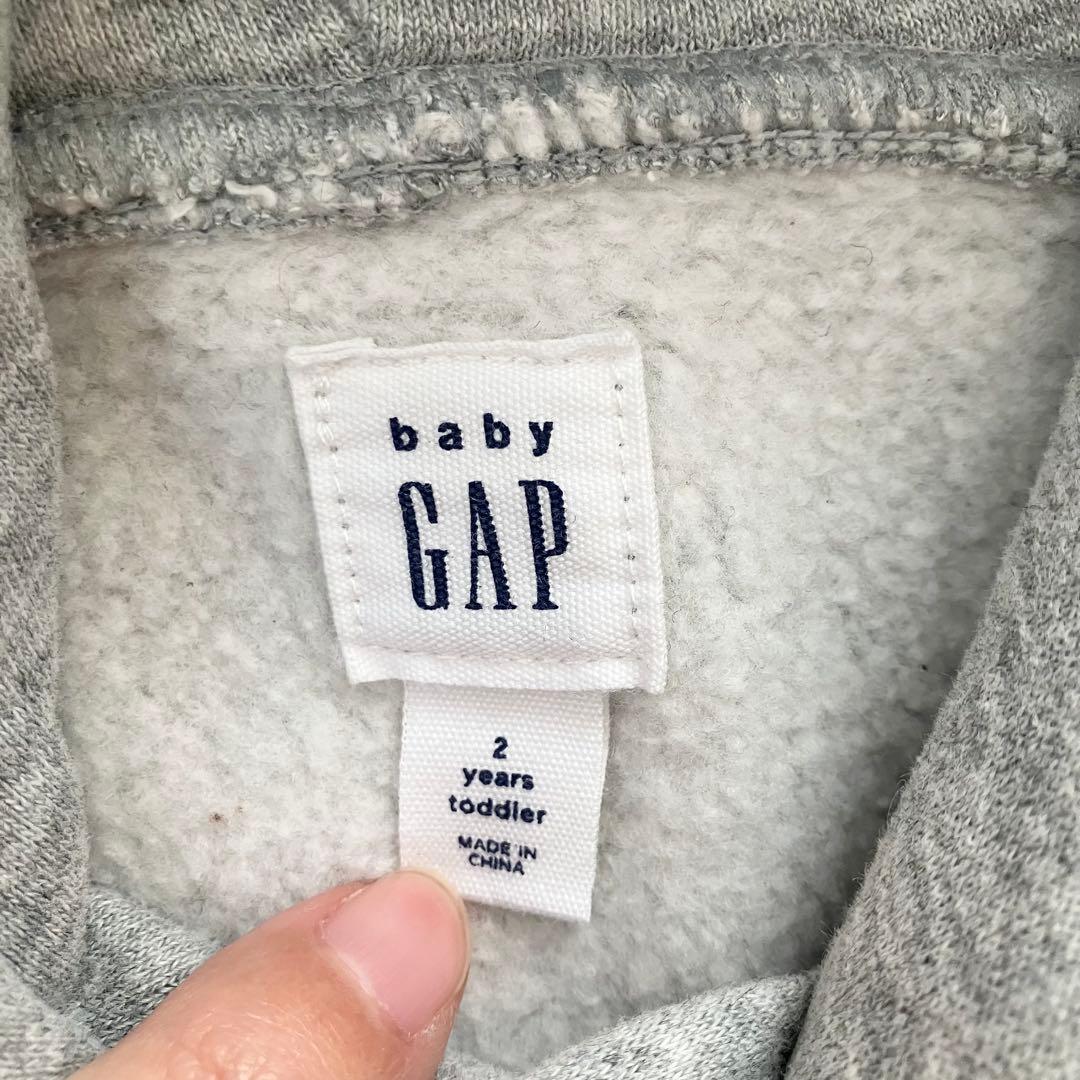 baby
GAP
2
years
toddler
MADE IN
CHINA